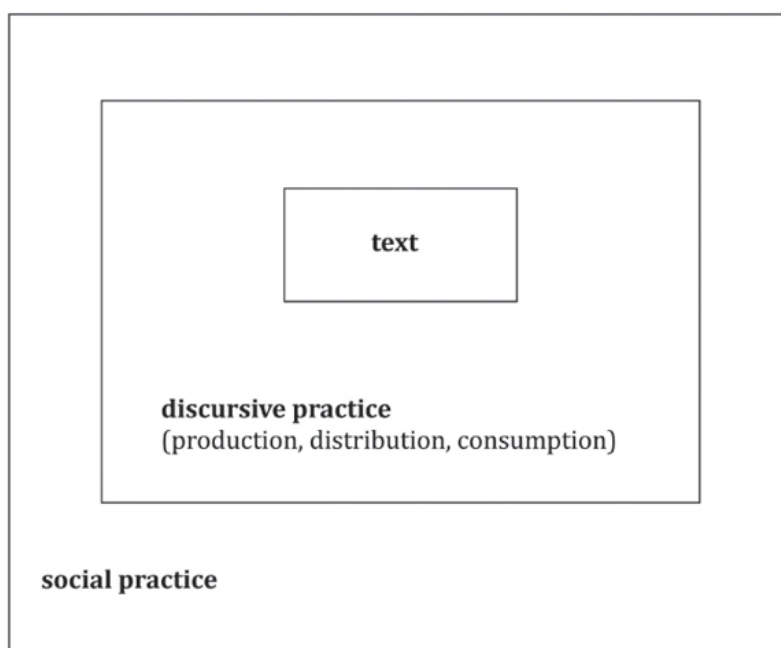 text
discursive practice
(production, distribution, consumption)
social practice